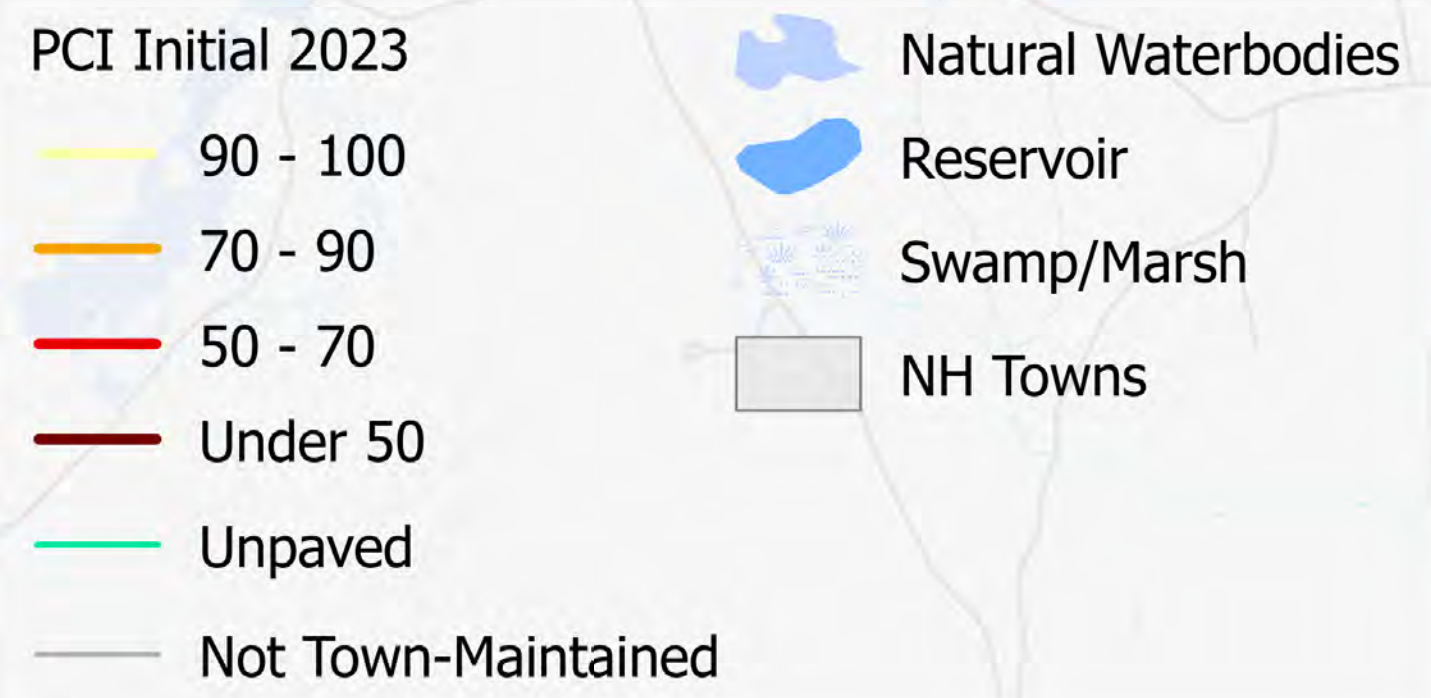 PCI Initial 2023
90 - 100
70 - 90
50 - 70
Under 50
Unpaved
Not Town-Maintained
Natural Waterbodies
Reservoir
Swamp/Marsh
NH Towns